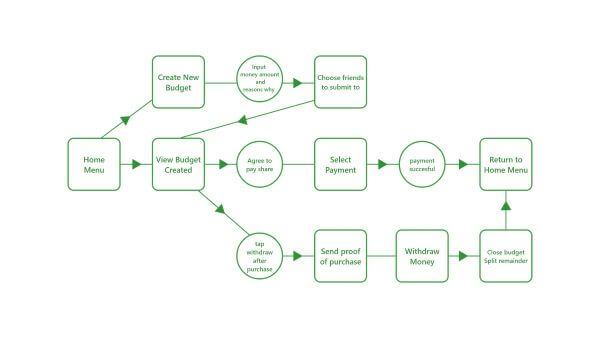 Create New
Budget
Input
money amount
and
reasons why
Choose friends
to submit to
Home
Menu
View Budget
Created
Agree to
pay share
Select
Payment
payment
succesful
Return to
Home Menu
tap
withdraw
after
purchase
Send proof
of purchase
Withdraw
Money
Close budget
Split remainder